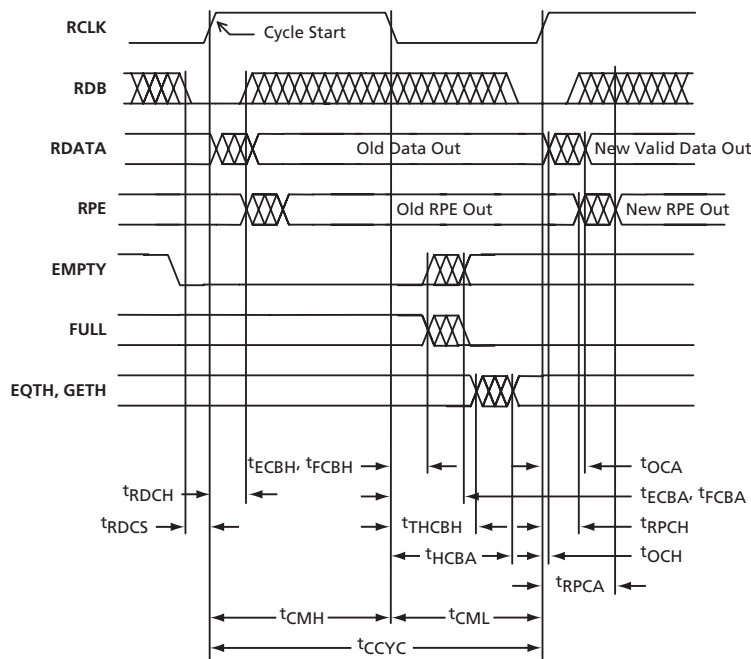 RCLK
Cycle Start
RDB
RDATA
Old Data Out
New Valid Data Out
RPE
Old RPE Out
New RPE Out
EMPTY
FULL
EQTH, GETH
tECBH, tFCBH
tOCA
tRDCH
tECBA, tFCBA
tRDCS
tTHCBH
tRPCH
tHCBA
tOCH
tRPCA
tCMH
tCML
tCCYC